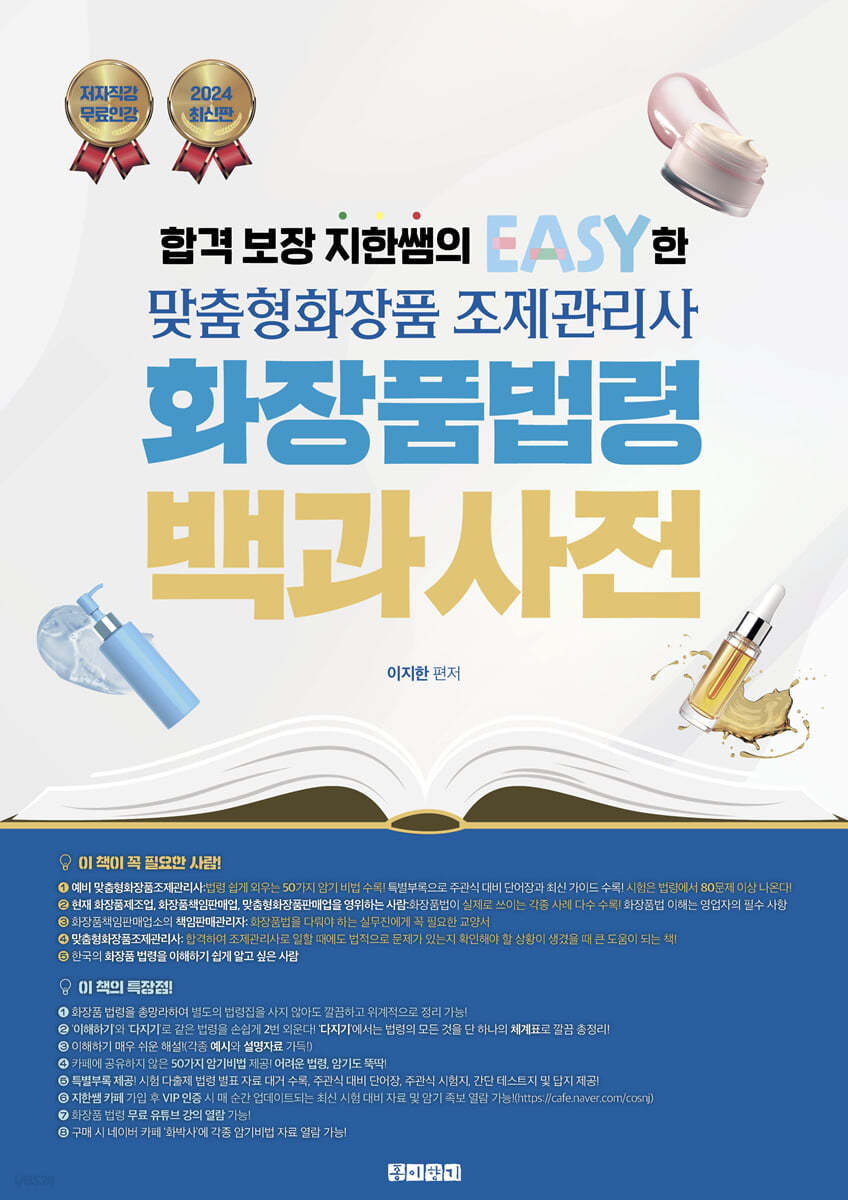 저자직강
무료인강
2024
최신판
합격 보장 지한쌤의 EASY한
맞춤형화장품 조제관리사
화장품법령
백과사전
이지한 편저
이 책이 꼭 필요한 사람!
1 예비 맞춤형화장품조제관리사:법령 쉽게 외우는 50가지 암기 비법 수록! 특별부록으로 주관식 대비 단어장과 최신 가이드 수록! 시험은 법령에서 80문제 이상 나온다!
2 현재 화장품제조업, 화장품책임판매업, 맞춤형화장품판매업을 영위하는 사람:화장품법이 실제로 쓰이는 각종 사례 다수 수록! 화장품법 이해는 영업자의 필수 사항
3 화장품책임판매업소의 책임판매관리자: 화장품법을 다뤄야 하는 실무진에게 꼭 필요한 교양서
4 맞춤형화장품조제관리사: 합격하여 조제관리사로 일할 때에도 법적으로 문제가 있는지 확인해야 할 상황이 생겼을 때 큰 도움이 되는 책!
5 한국의 화장품 법령을 이해하기 쉽게 알고 싶은 사람
이 책의 특장점!
1 화장품 법령을 총망라하여 별도의 법령집을 사지 않아도 깔끔하고 위계적으로 정리 가능!
2 '이해하기'와 '다지기'로 같은 법령을 손쉽게 2번 외운다! '다지기'에서는 법령의 모든 것을 단 하나의 체계표로 깔끔 총정리!
3 이해하기 매우 쉬운 해설!(각종 예시와 설명자료 가득!)
4 카페에 공유하지 않은 50가지 암기비법 제공! 어려운 법령, 암기도 뚝딱!
5 특별부록 제공! 시험 다출제 법령 별표 자료 대거 수록, 주관식 대비 단어장, 주관식 시험지, 간단 테스트지 및 답지 제공!
6 지한쌤 카페 가입 후 VIP 인증 시 매 순간 업데이트되는 최신 시험 대비 자료 및 암기 족보 열람 가능!(https://cafe.naver.com/cosnj)
7 화장품 법령 무료 유튜브 강의 열람 가능!
8 구매 시 네이버 카페 '화박사'에 각종 암기비법 자료 열람 가능!
종이향기
YES24